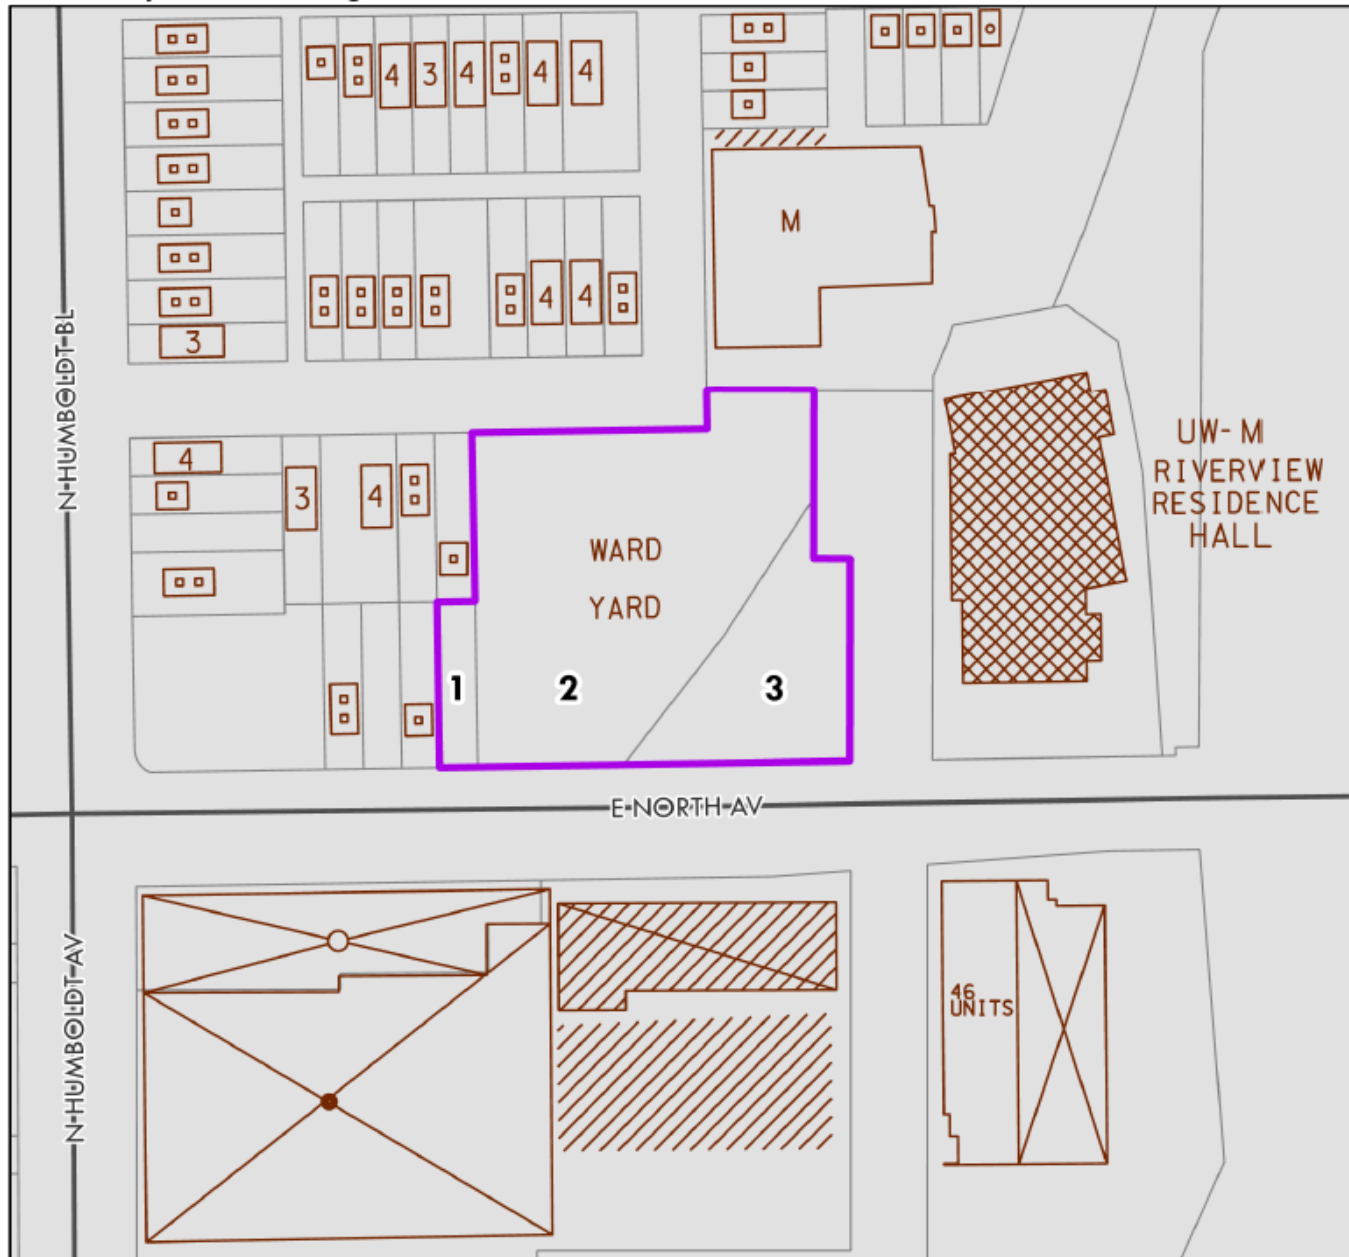 4 3 4 4 4
M
4 4
3
N HUMBOLDT BL
4
3 4
UW-M
RIVERVIEW
RESIDENCE
HALL
WARD
YARD
1 2 3
E NORTH AV
N HUMBOLDT AV
46
UNITS